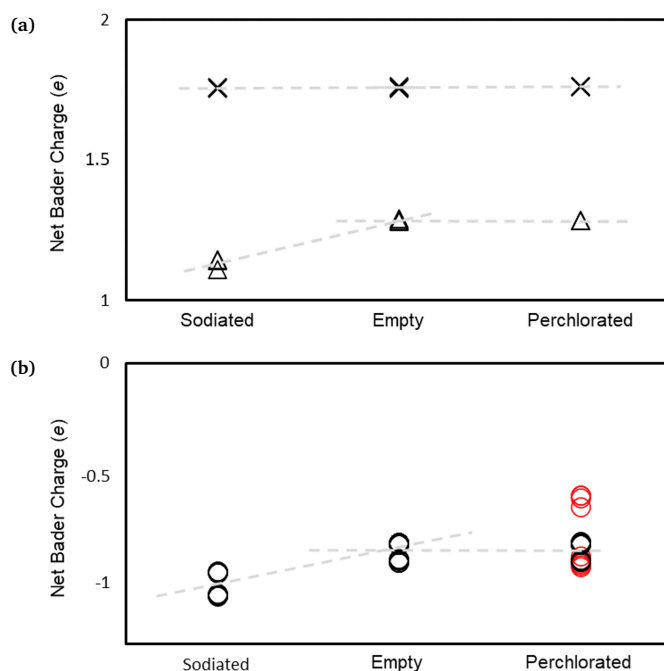 (a)
2
1.5
1
Net Bader Charge (e)
Sodiated Empty Perchlorated
(b)
0
-0.5
-1
Net Bader Charge (e)
Sodiated Empty Perchlorated